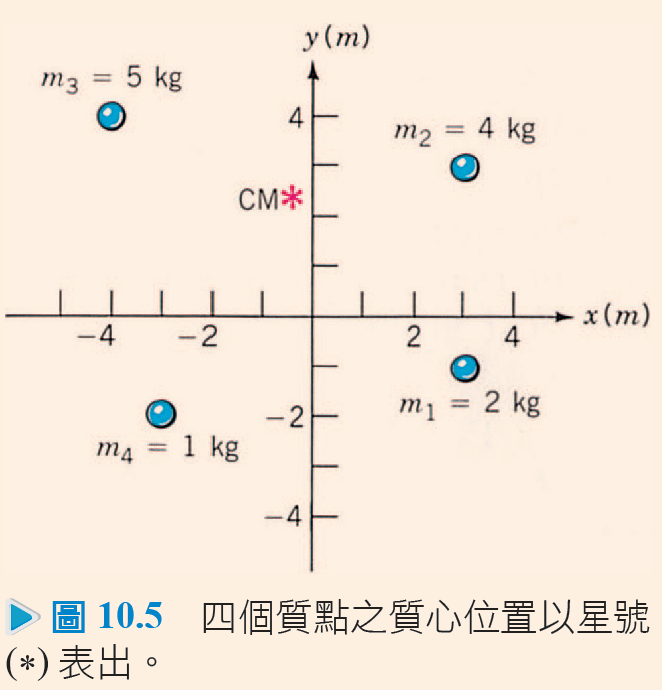 y(m)
m₃ = 5 kg
4
m₂ = 4 kg
CM*
x(m)
−4
−2
2
4
m₁ = 2 kg
−2
m₄ = 1 kg
−4
圖 10.5 四個質點之質心位置以星號
(*) 表出。